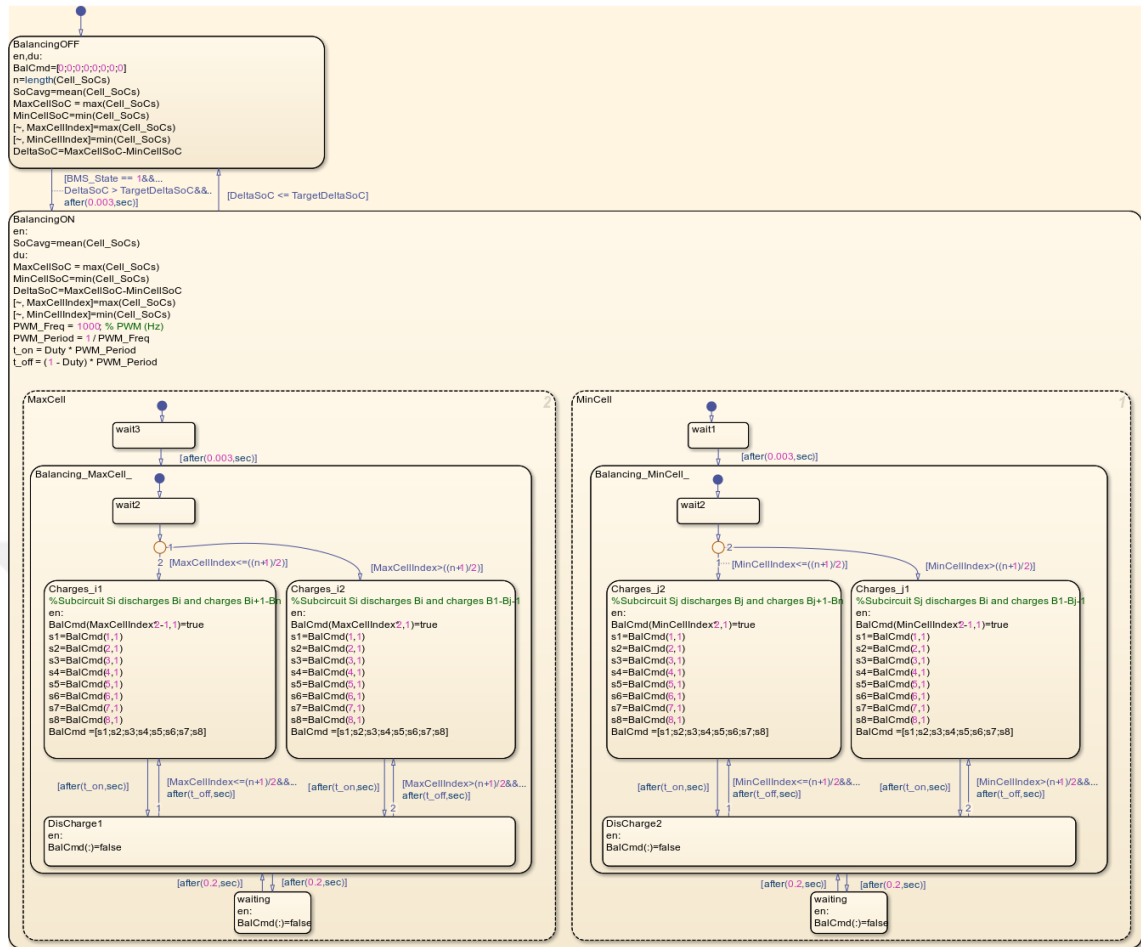 BalancingOFF
en,du:
BalCmd=[0;0;0;0;0;0;0;0]
n=length(Cell_SoCs)
SoCavg=mean(Cell_SoCs)
MaxCellSoC = max(Cell_SoCs)
MinCellSoC=min(Cell_SoCs)
[~, MaxCellIndex]=max(Cell_SoCs)
[~, MinCellIndex]=min(Cell_SoCs)
DeltaSoC=MaxCellSoC-MinCellSoC
[BMS_State == 1&&...
DeltaSoC > TargetDeltaSoC&&..
after(0.003,sec)]
[DeltaSoC <= TargetDeltaSoC]
BalancingON
en:
SoCavg=mean(Cell_SoCs)
du:
MaxCellSoC = max(Cell_SoCs)
MinCellSoC=min(Cell_SoCs)
DeltaSoC=MaxCellSoC-MinCellSoC
[~, MaxCellIndex]=max(Cell_SoCs)
[~, MinCellIndex]=min(Cell_SoCs)
PWM_Freq = 1000; % PWM (Hz)
PWM_Period = 1 / PWM_Freq
t_on = Duty * PWM_Period
t_off = (1 - Duty) * PWM_Period
MaxCell
2
wait3
[after(0.003,sec)]
Balancing_MaxCell_
wait2
1
2
[MaxCellIndex<=((n+1)/2)]
[MaxCellIndex>((n+1)/2)]
Charges_i1
%Subcircuit Si discharges Bi and charges Bi+1-Bn
en:
BalCmd(MaxCellIndex*2-1,1)=true
s1=BalCmd(1,1)
s2=BalCmd(2,1)
s3=BalCmd(3,1)
s4=BalCmd(4,1)
s5=BalCmd(5,1)
s6=BalCmd(6,1)
s7=BalCmd(7,1)
s8=BalCmd(8,1)
BalCmd =[s1;s2;s3;s4;s5;s6;s7;s8]
Charges_i2
%Subcircuit Si discharges Bi and charges B1-Bj-1
en:
BalCmd(MaxCellIndex*2,1)=true
s1=BalCmd(1,1)
s2=BalCmd(2,1)
s3=BalCmd(3,1)
s4=BalCmd(4,1)
s5=BalCmd(5,1)
s6=BalCmd(6,1)
s7=BalCmd(7,1)
s8=BalCmd(8,1)
BalCmd =[s1;s2;s3;s4;s5;s6;s7;s8]
[after(t_on,sec)]
[MaxCellIndex<=(n+1)/2&&...
after(t_off,sec)]
1
[after(t_on,sec)]
[MaxCellIndex>(n+1)/2&&...
after(t_off,sec)]
2
DisCharge1
en:
BalCmd(:)=false
[after(0.2,sec)]
[after(0.2,sec)]
waiting
en:
BalCmd(:)=false
MinCell
1
wait1
[after(0.003,sec)]
Balancing_MinCell_
wait2
2
1
[MinCellIndex<=((n+1)/2)]
[MinCellIndex>((n+1)/2)]
Charges_j2
%Subcircuit Sj discharges Bj and charges Bj+1-Bn
en:
BalCmd(MinCellIndex*2,1)=true
s1=BalCmd(1,1)
s2=BalCmd(2,1)
s3=BalCmd(3,1)
s4=BalCmd(4,1)
s5=BalCmd(5,1)
s6=BalCmd(6,1)
s7=BalCmd(7,1)
s8=BalCmd(8,1)
BalCmd =[s1;s2;s3;s4;s5;s6;s7;s8]
Charges_j1
%Subcircuit Sj discharges Bj and charges B1-Bj-1
en:
BalCmd(MinCellIndex*2-1,1)=true
s1=BalCmd(1,1)
s2=BalCmd(2,1)
s3=BalCmd(3,1)
s4=BalCmd(4,1)
s5=BalCmd(5,1)
s6=BalCmd(6,1)
s7=BalCmd(7,1)
s8=BalCmd(8,1)
BalCmd =[s1;s2;s3;s4;s5;s6;s7;s8]
[after(t_on,sec)]
[MinCellIndex<=(n+1)/2&&...
after(t_off,sec)]
1
[after(t_on,sec)]
[MinCellIndex>(n+1)/2&&...
after(t_off,sec)]
2
DisCharge2
en:
BalCmd(:)=false
[after(0.2,sec)]
[after(0.2,sec)]
waiting
en:
BalCmd(:)=false